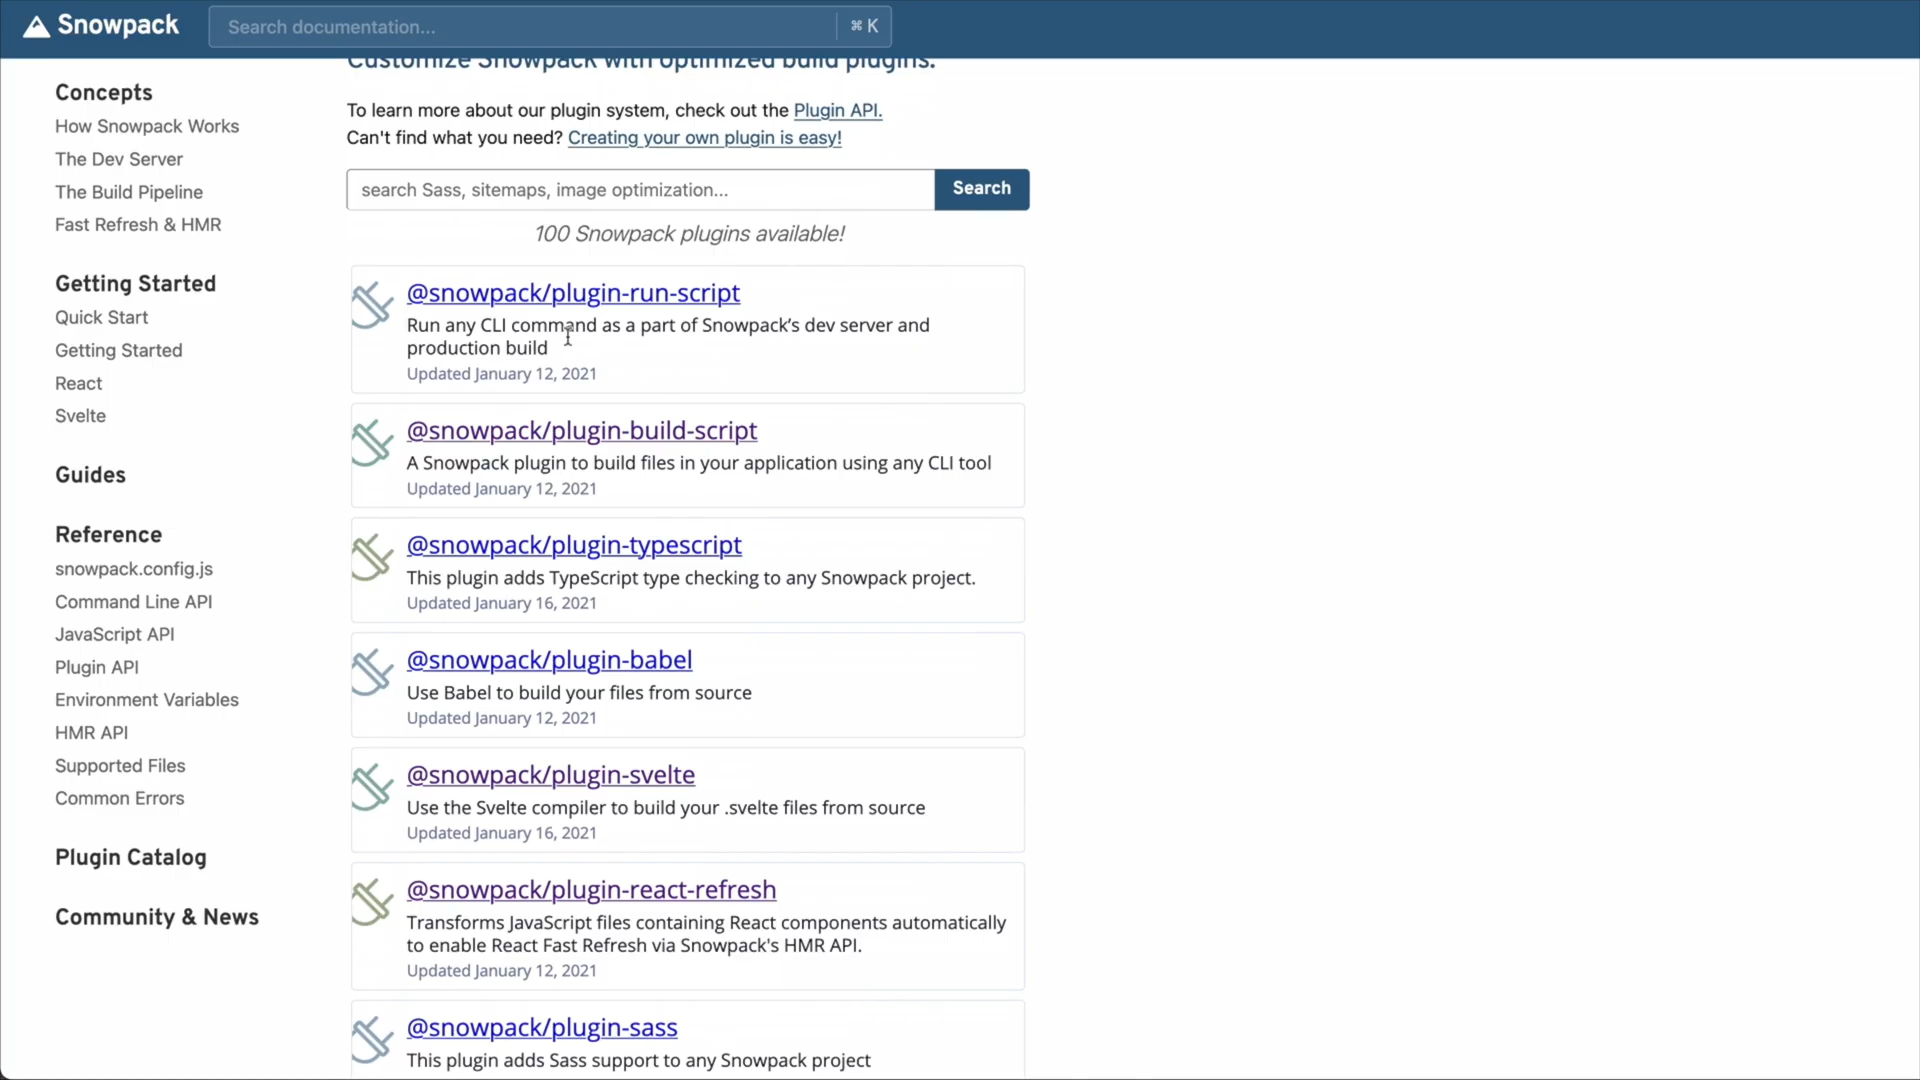 Snowpack
Search documentation...
⌘ K
Concepts
How Snowpack Works
The Dev Server
The Build Pipeline
Fast Refresh & HMR
Getting Started
Quick Start
Getting Started
React
Svelte
Guides
Reference
snowpack.config.js
Command Line API
JavaScript API
Plugin API
Environment Variables
HMR API
Supported Files
Common Errors
Plugin Catalog
Community & News
Customize Snowpack with optimized build plugins.
To learn more about our plugin system, check out the Plugin API.
Can't find what you need? Creating your own plugin is easy!
search Sass, sitemaps, image optimization...
Search
100 Snowpack plugins available!
@snowpack/plugin-run-script
Run any CLI command as a part of Snowpack’s dev server and
production build
Updated January 12, 2021
@snowpack/plugin-build-script
A Snowpack plugin to build files in your application using any CLI tool
Updated January 12, 2021
@snowpack/plugin-typescript
This plugin adds TypeScript type checking to any Snowpack project.
Updated January 16, 2021
@snowpack/plugin-babel
Use Babel to build your files from source
Updated January 12, 2021
@snowpack/plugin-svelte
Use the Svelte compiler to build your .svelte files from source
Updated January 16, 2021
@snowpack/plugin-react-refresh
Transforms JavaScript files containing React components automatically
to enable React Fast Refresh via Snowpack's HMR API.
Updated January 12, 2021
@snowpack/plugin-sass
This plugin adds Sass support to any Snowpack project